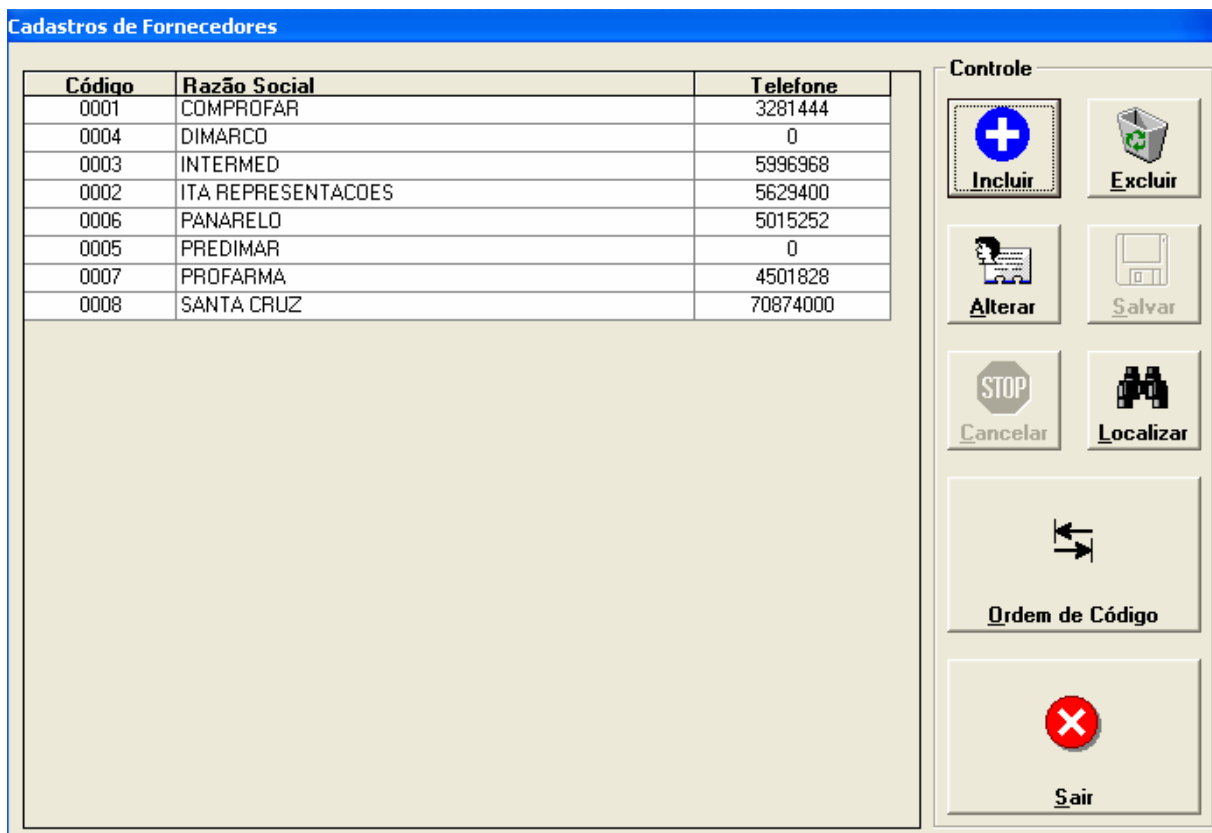 Cadastros de Fornecedores
Código Razão Social Telefone
0001 COMPROFAR 3281444
0004 DIMARCO 0
0003 INTERMED 5996968
0002 ITA REPRESENTACOES 5629400
0006 PANARELO 5015252
0005 PREDIMAR 0
0007 PROFARMA 4501828
0008 SANTA CRUZ 70874000
Controle
Incluir Excluir
Alterar Salvar
STOP
Cancelar Localizar
Ordem de Código
Sair